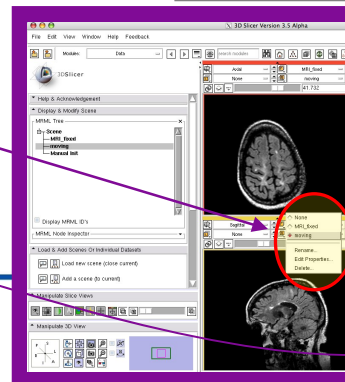 3D Slicer Version 3.5 Alpha
File Edit View Window Help Feedback
Modules: Data
search modules
3DSlicer
Help & Acknowledgement
Display & Modify Scene
MRML Tree
Scene
MRI_fixed
moving
Manual Init
Display MRML ID's
MRML Node Inspector
Load & Add Scenes Or Individual Datasets
Load new scene (close current)
Add a scene (to current)
Manipulate Slice Views
Manipulate 3D View
Axial
MRI_fixed
None
moving
41.732
Sagittal
None
None
MRI_fixed
moving
Rename...
Edit Properties...
Delete...